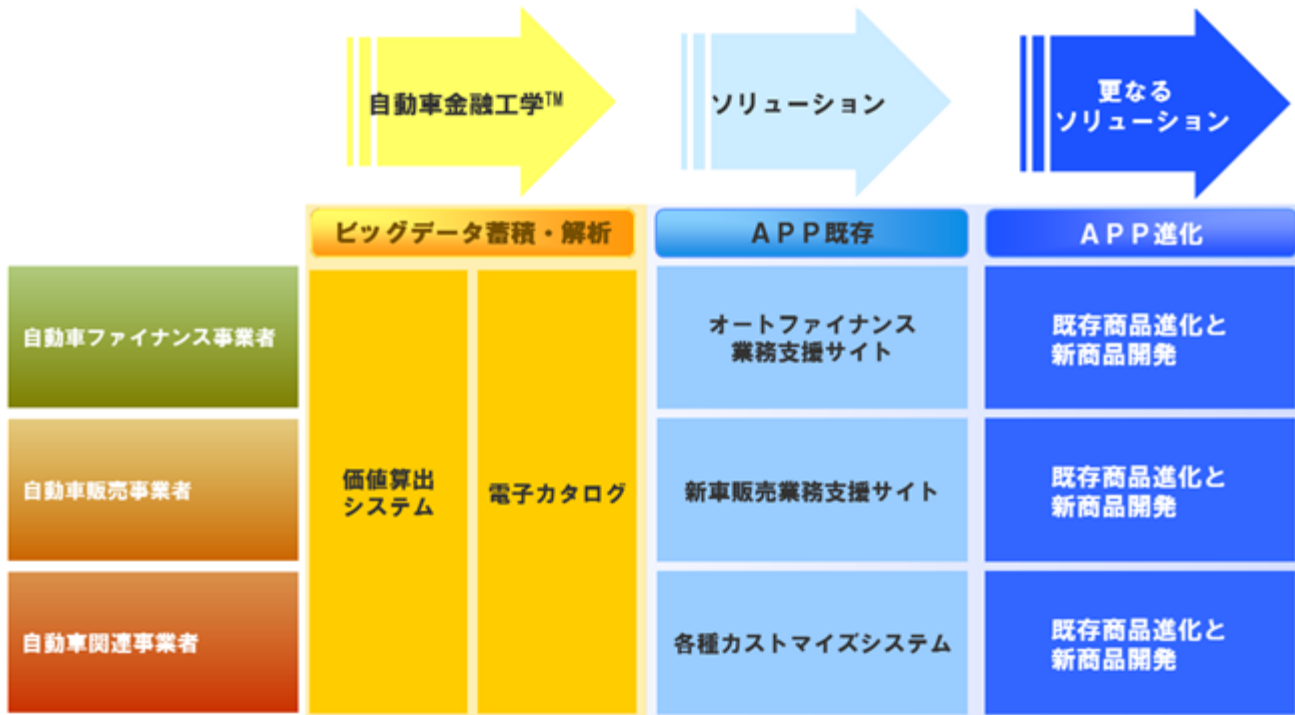 自動車金融工学™
ソリューション
更なる
ソリューション
ビッグデータ蓄積・解析
ＡＰＰ既存
ＡＰＰ進化
自動車ファイナンス事業者
価値算出
システム
電子カタログ
オートファイナンス
業務支援サイト
既存商品進化と
新商品開発
自動車販売事業者
新車販売業務支援サイト
既存商品進化と
新商品開発
自動車関連事業者
各種カストマイズシステム
既存商品進化と
新商品開発